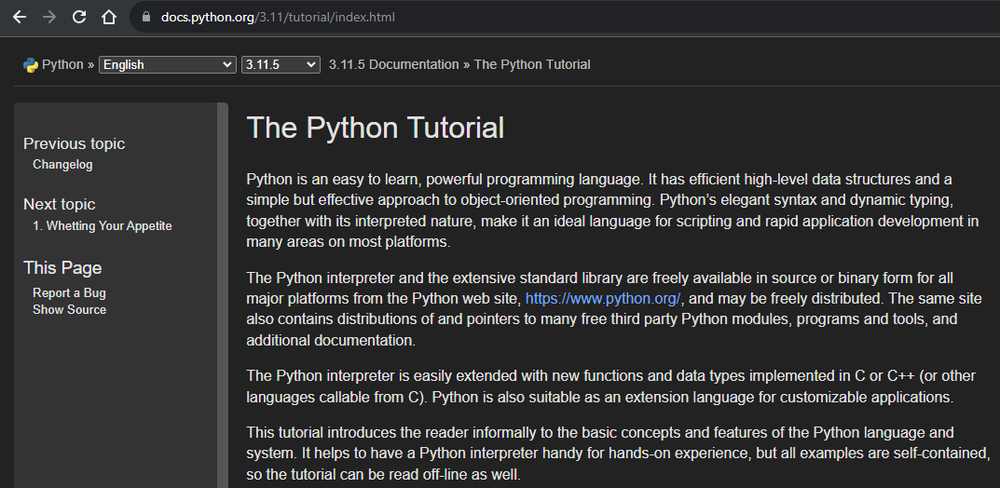 docs.python.org/3.11/tutorial/index.html
Python » English 3.11.5 3.11.5 Documentation » The Python Tutorial
Previous topic
Changelog
Next topic
1. Whetting Your Appetite
This Page
Report a Bug
Show Source
The Python Tutorial
Python is an easy to learn, powerful programming language. It has efficient high-level data structures and a
simple but effective approach to object-oriented programming. Python’s elegant syntax and dynamic typing,
together with its interpreted nature, make it an ideal language for scripting and rapid application development in
many areas on most platforms.
The Python interpreter and the extensive standard library are freely available in source or binary form for all
major platforms from the Python web site, https://www.python.org/, and may be freely distributed. The same site
also contains distributions of and pointers to many free third party Python modules, programs and tools, and
additional documentation.
The Python interpreter is easily extended with new functions and data types implemented in C or C++ (or other
languages callable from C). Python is also suitable as an extension language for customizable applications.
This tutorial introduces the reader informally to the basic concepts and features of the Python language and
system. It helps to have a Python interpreter handy for hands-on experience, but all examples are self-contained,
so the tutorial can be read off-line as well.